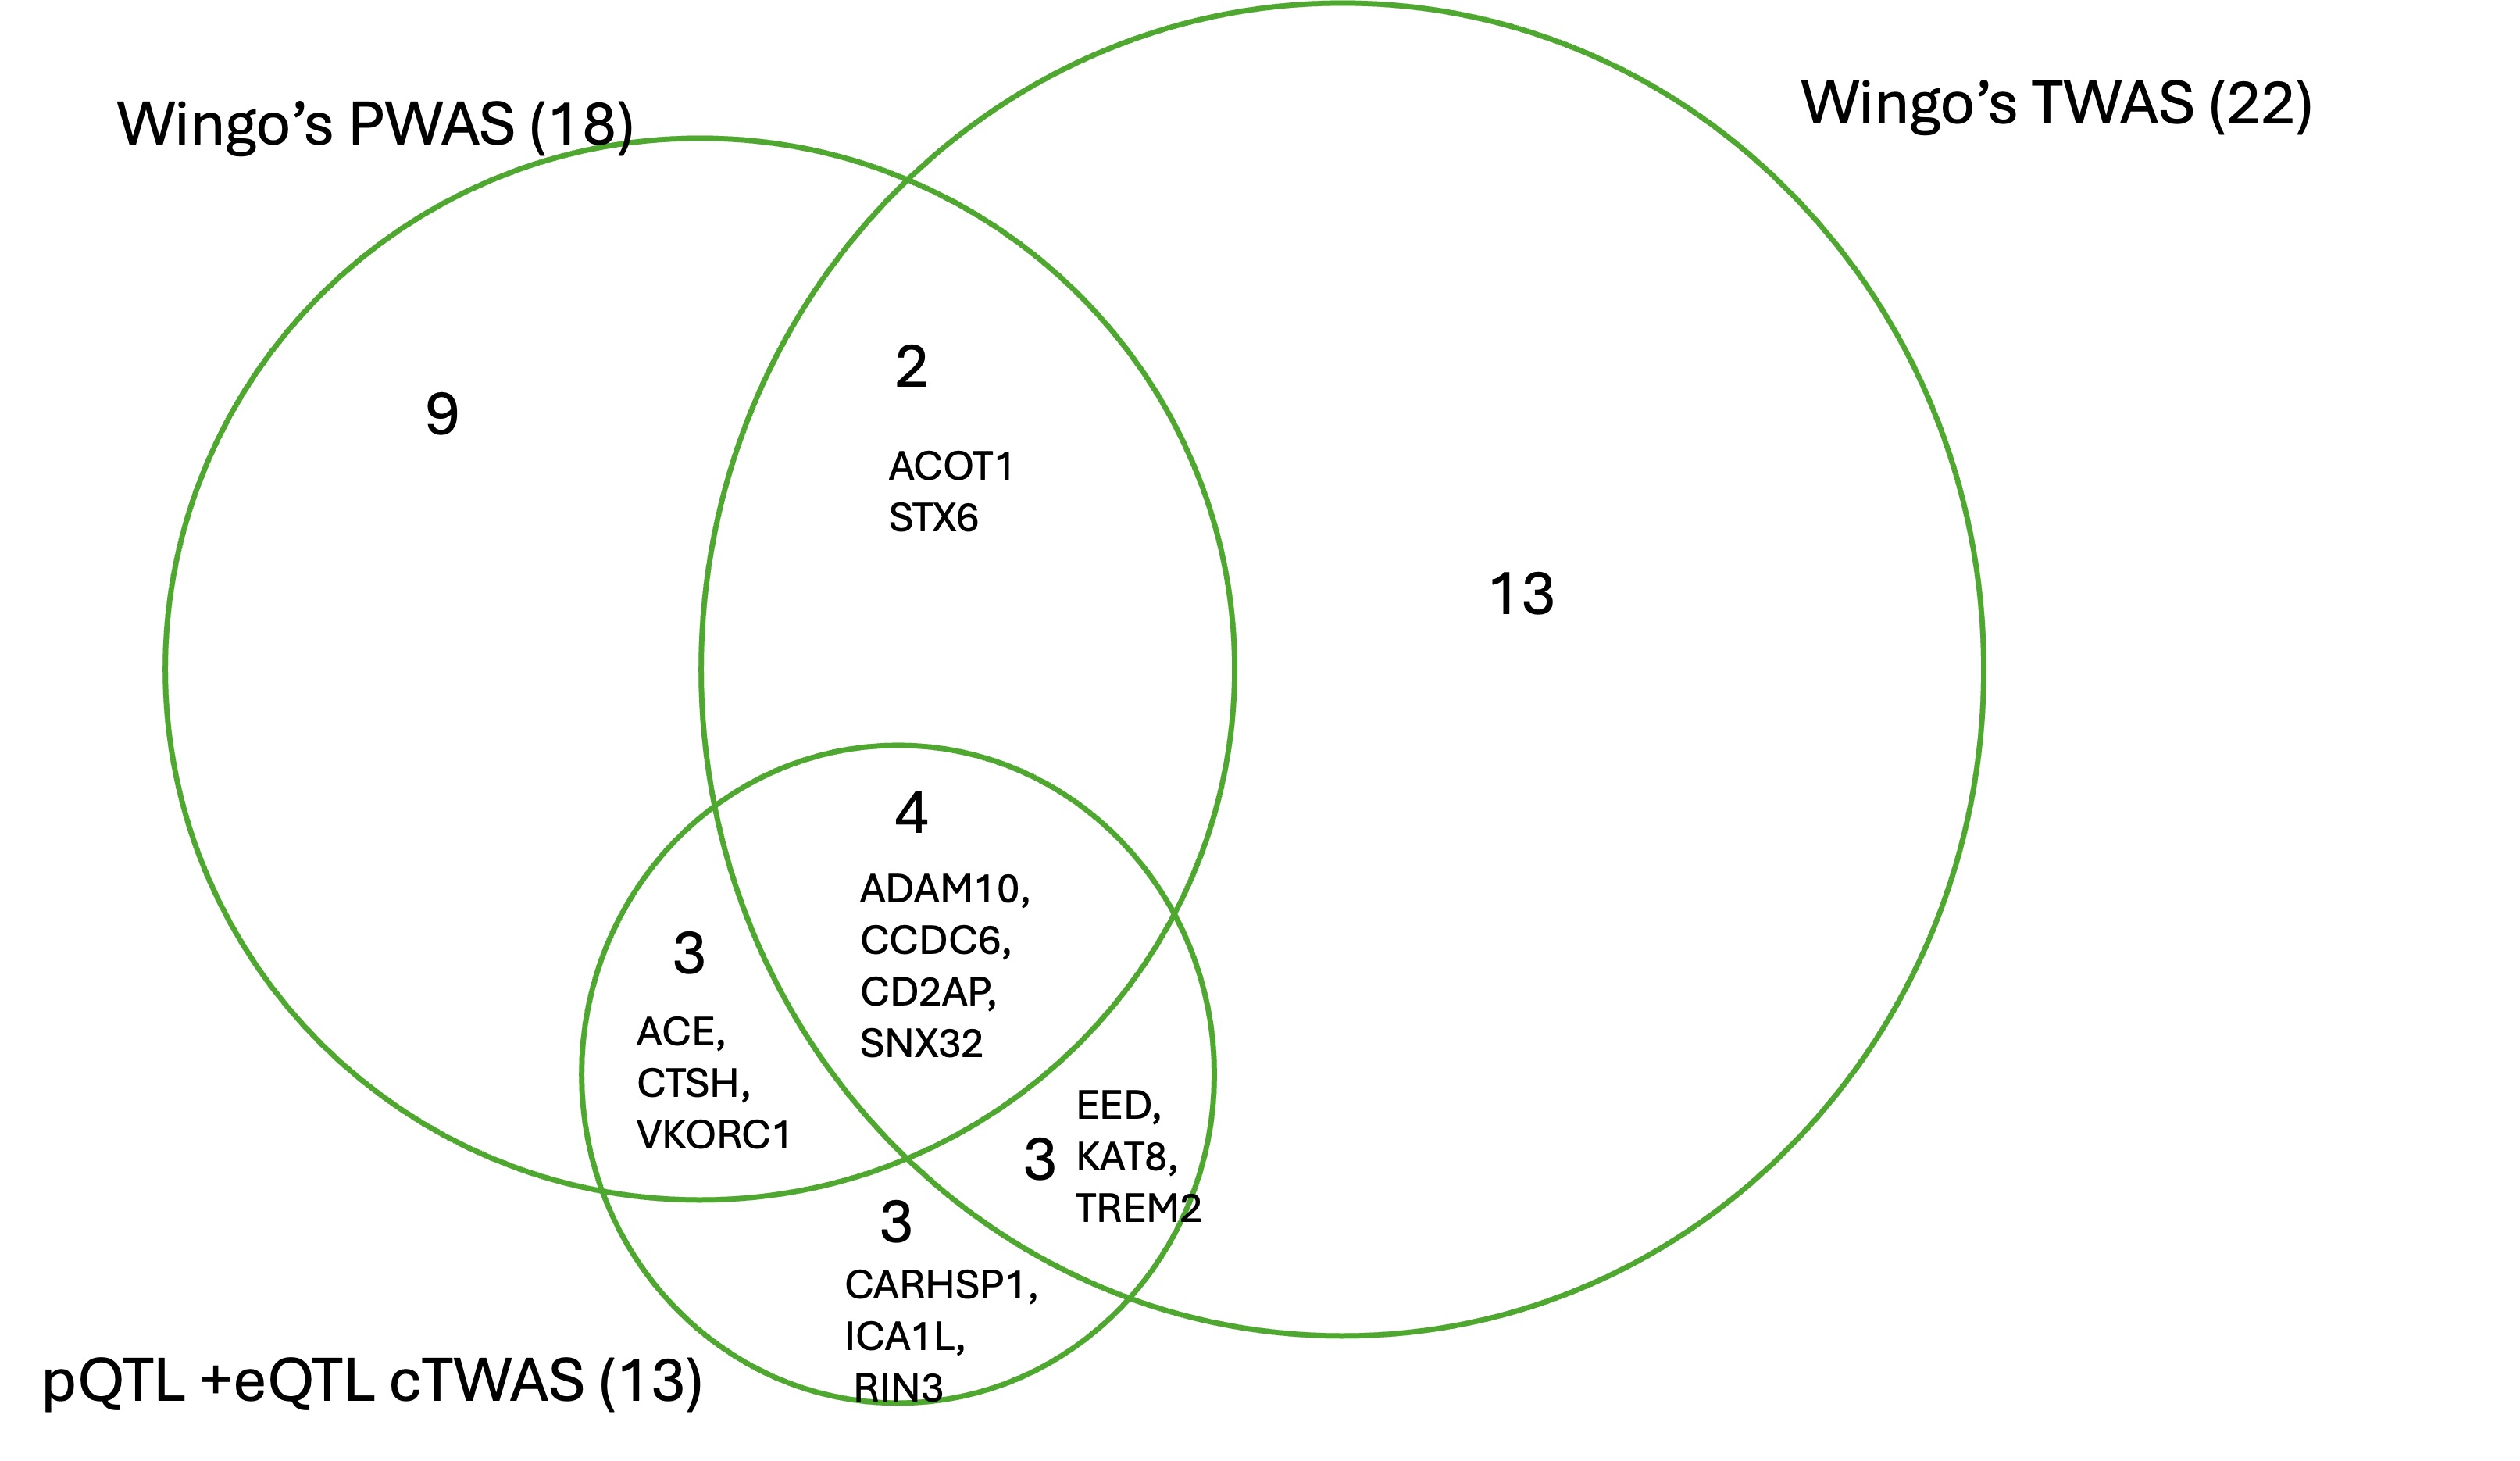 Wingo’s PWAS (18)
Wingo’s TWAS (22)
9
2
ACOT1
STX6
13
4
ADAM10,
CCDC6,
CD2AP,
SNX32
3
ACE,
CTSH,
VKORC1
3
EED,
KAT8,
TREM2
3
CARHSP1,
ICA1L,
RIN3
pQTL +eQTL cTWAS (13)